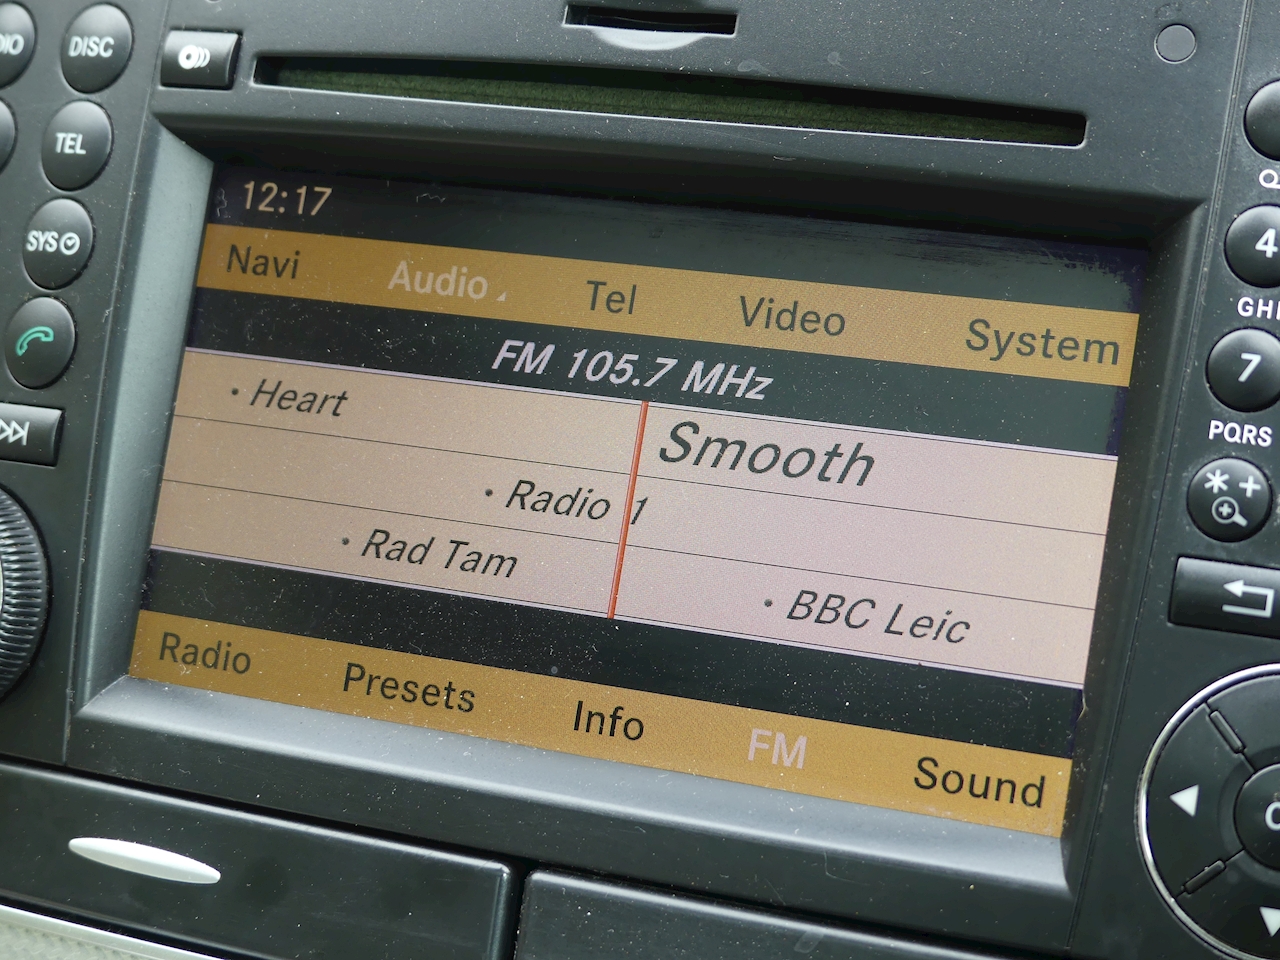 DISC
TEL
SYS
12:17
Navi Audio Tel Video System
FM 105.7 MHz
• Heart
Smooth
• Radio 1
• Rad Tam
• BBC Leic
Radio Presets Info FM Sound
4
GHI
7
PQRS
* +